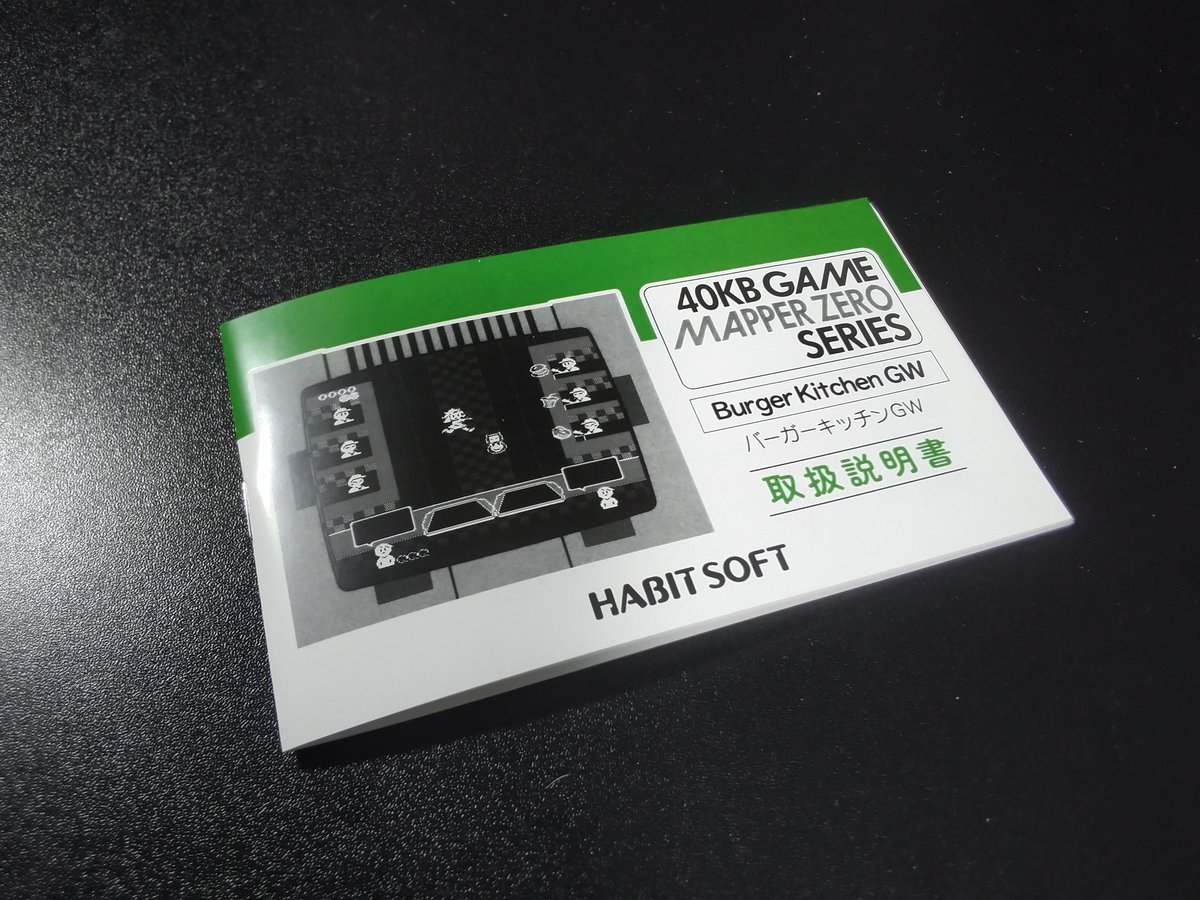 40KB GAME
MAPPER ZERO
SERIES
Burger Kitchen GW
バーガーキッチンGW
取扱説明書
HABIT SOFT